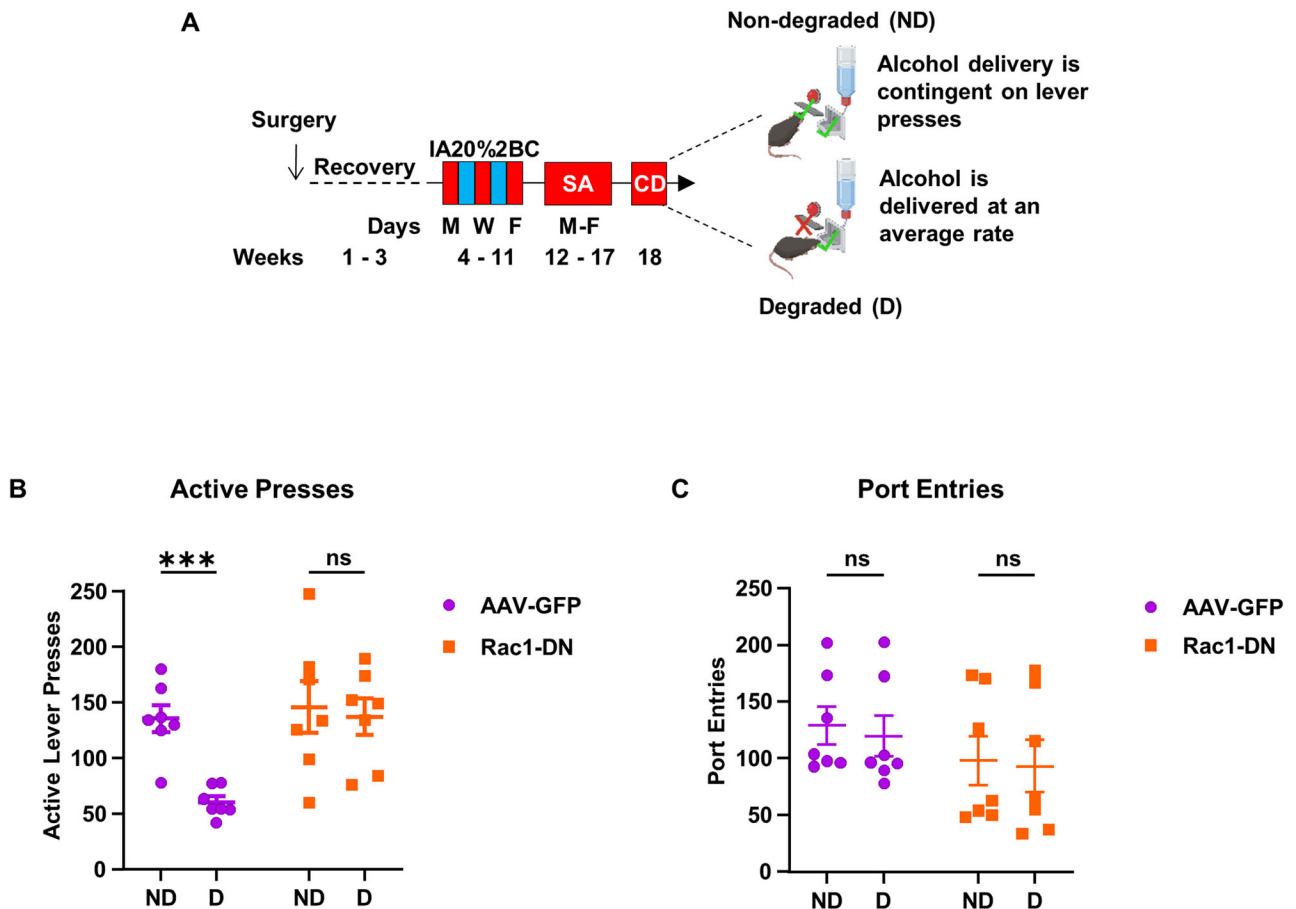 A
Non-degraded (ND)
Alcohol delivery is
contingent on lever
presses
Surgery
Recovery
IA20%2BC
SA
CD
Alcohol is
delivered at an
average rate
Days M W F M-F
Weeks 1 - 3 4 - 11 12 - 17 18
Degraded (D)
B
Active Presses
*** ns
Active Lever Presses
250
200
150
100
50
0
ND D ND D
AAV-GFP
Rac1-DN
C
Port Entries
ns ns
Port Entries
250
200
150
100
50
0
ND D ND D
AAV-GFP
Rac1-DN